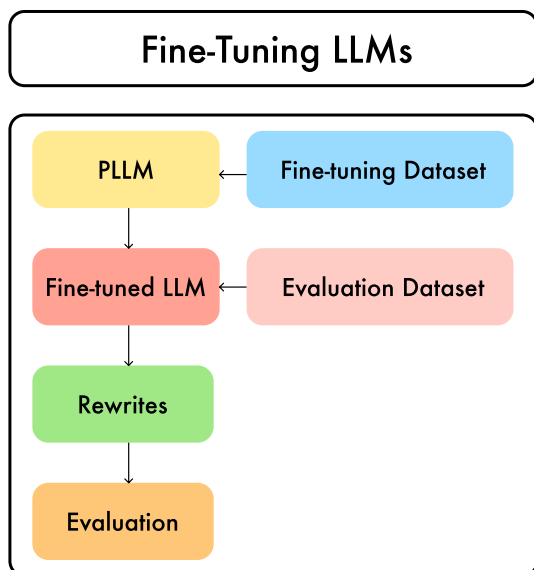 Fine-Tuning LLMs
PLLM
Fine-tuning Dataset
Fine-tuned LLM
Evaluation Dataset
Rewrites
Evaluation